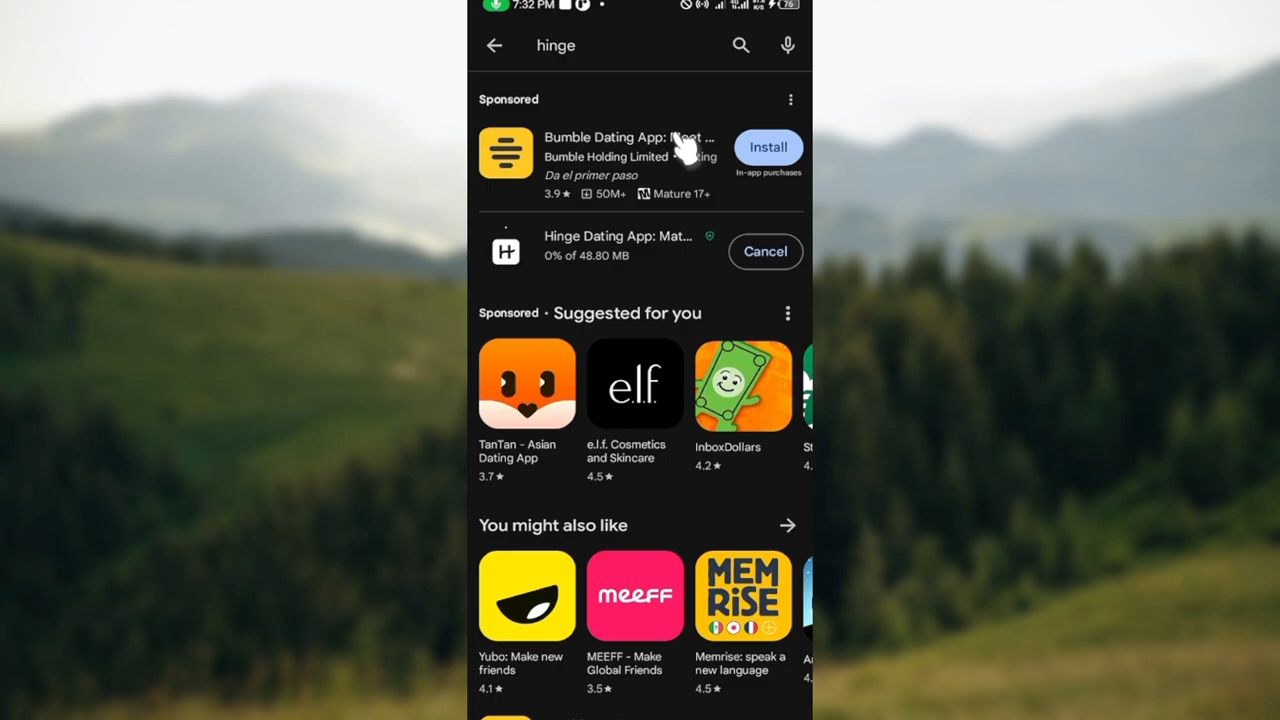 7:32 PM
76
hinge
Sponsored
Bumble Dating App: ...
Bumble Holding Limited
Install
Da el primer paso
In-app purchases
3.9★ 50M+ Mature 17+
Hinge Dating App: Mat...
0% of 48.80 MB
Cancel
Sponsored · Suggested for you
e.l.f.
TanTan - Asian
Dating App
3.7★
e.l.f. Cosmetics
and Skincare
4.5★
InboxDollars
4.2★
St
4.
You might also like
meeff
MEM
RiSE
Yubo: Make new
friends
4.1★
MEEFF - Make
Global Friends
3.5★
Memrise: speak a
new language
4.5★
4.